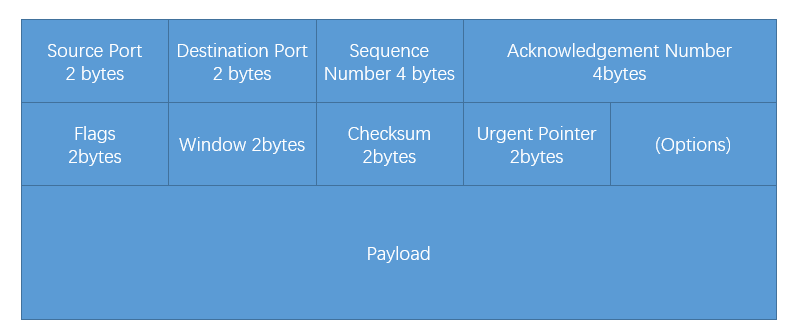 Source Port
2 bytes
Destination Port
2 bytes
Sequence
Number 4 bytes
Acknowledgement Number
4bytes
Flags
2bytes
Window 2bytes
Checksum
2bytes
Urgent Pointer
2bytes
(Options)
Payload